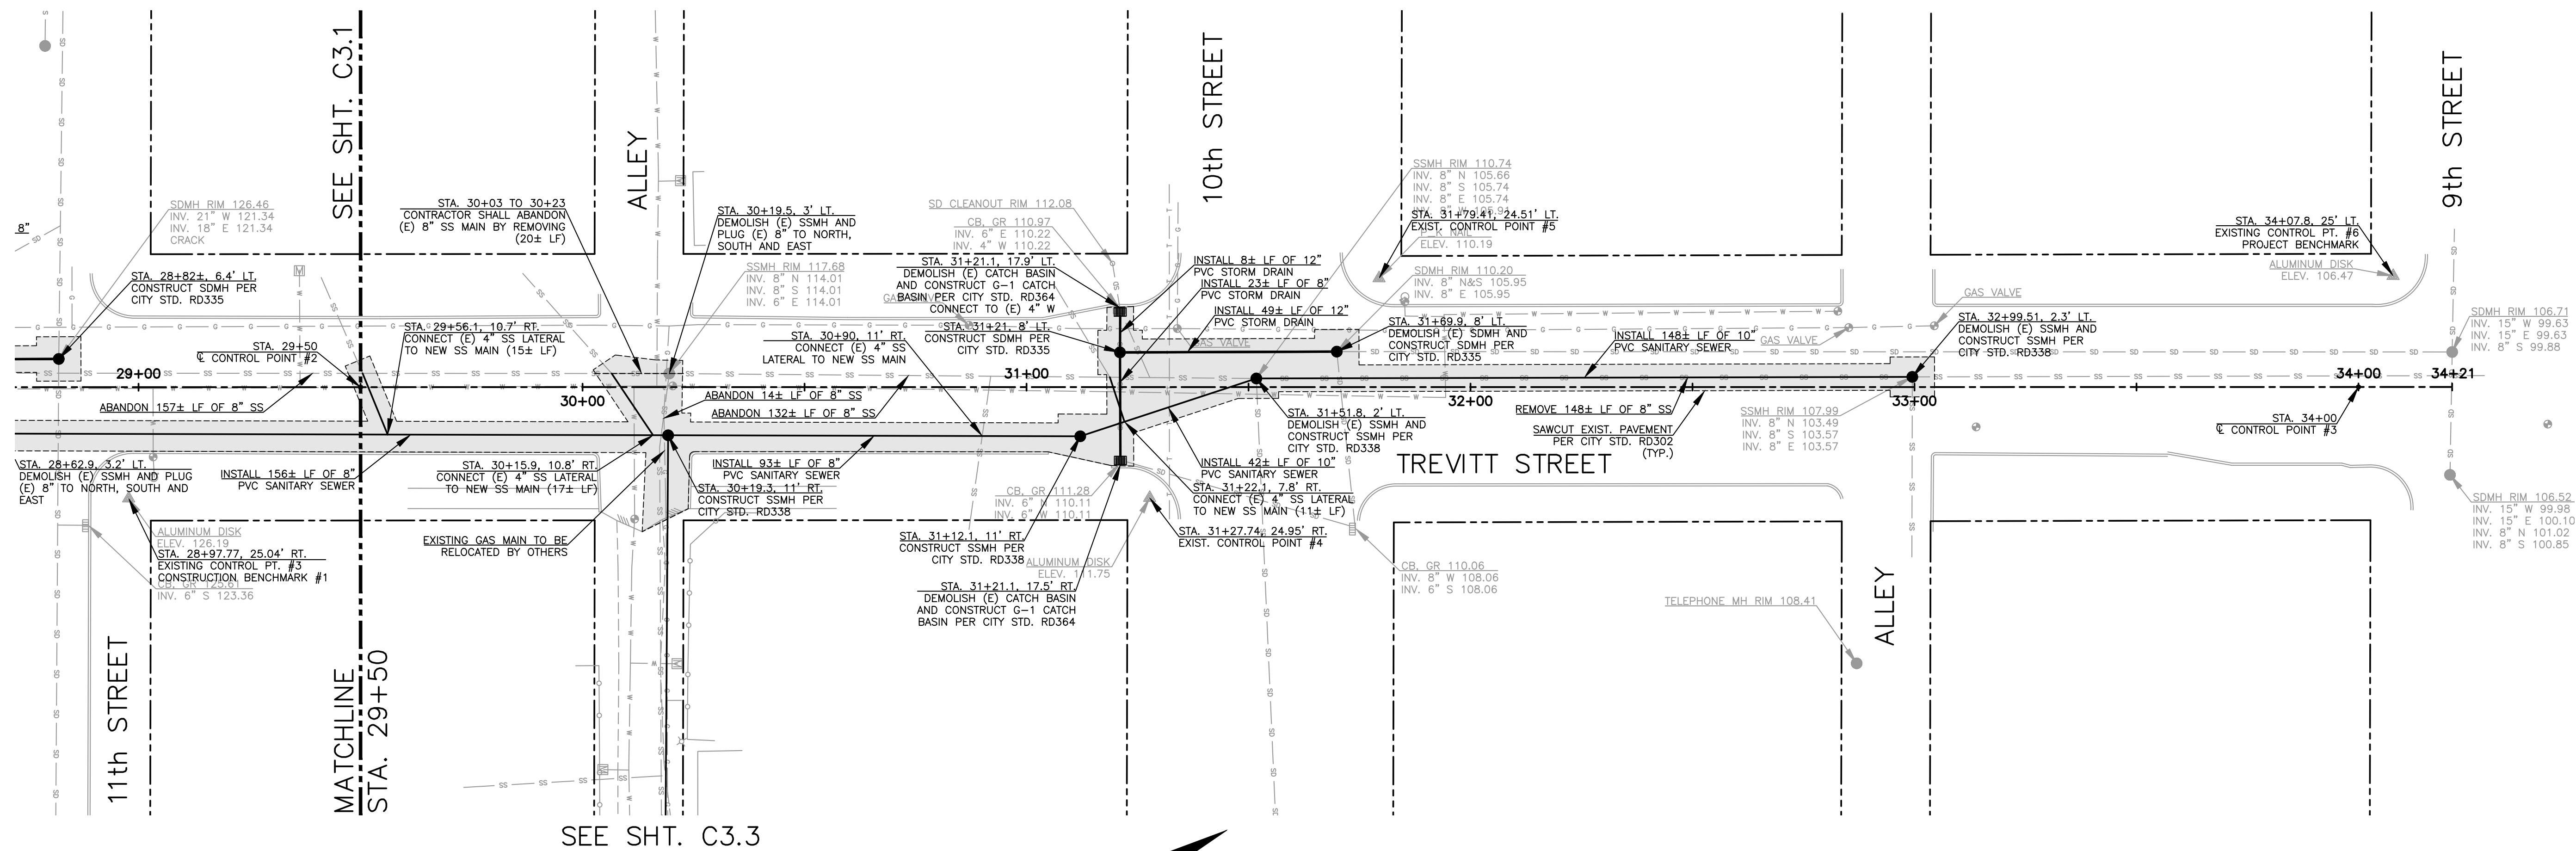 SEE SHT. C3.1
ALLEY
10th STREET
9th STREET
8"
SDMH RIM 126.46
INV. 21" W 121.34
INV. 18" E 121.34
CRACK
STA. 28+82±, 6.4' LT.
CONSTRUCT SDMH PER
CITY STD. RD335
STA. 30+03 TO 30+23
CONTRACTOR SHALL ABANDON
(E) 8" SS MAIN BY REMOVING
(20± LF)
STA. 30+19.5, 3' LT.
DEMOLISH (E) SSMH AND
PLUG (E) 8" TO NORTH,
SOUTH AND EAST
SSMH RIM 117.68
INV. 8" N 114.01
INV. 8" S 114.01
INV. 6" E 114.01
SD CLEANOUT RIM 112.08
CB, GR 110.97
INV. 6" E 110.22
INV. 4" W 110.22
STA. 31+21.1, 17.9' LT.
DEMOLISH (E) CATCH BASIN
AND CONSTRUCT G-1 CATCH
BASIN PER CITY STD. RD364
CONNECT TO (E) 4" W
STA. 31+21, 8' LT.
CONSTRUCT SDMH PER
CITY STD. RD335
INSTALL 8± LF OF 12"
PVC STORM DRAIN
INSTALL 23± LF OF 8"
PVC STORM DRAIN
INSTALL 49± LF OF 12"
PVC STORM DRAIN
GAS VALVE
SSMH RIM 110.74
INV. 8" N 105.66
INV. 8" S 105.74
INV. 8" E 105.74
STA. 31+79.41, 24.51' LT.
EXIST. CONTROL POINT #5
P.K NAIL
ELEV. 110.19
SDMH RIM 110.20
INV. 8" N&S 105.95
INV. 8" E 105.95
STA. 31+69.9, 8' LT.
DEMOLISH (E) SDMH AND
CONSTRUCT SDMH PER
CITY STD. RD335
INSTALL 148± LF OF 10"
PVC SANITARY SEWER
GAS VALVE
GAS VALVE
STA. 32+99.51, 2.3' LT.
DEMOLISH (E) SSMH AND
CONSTRUCT SSMH PER
CITY STD. RD338
STA. 34+07.8, 25' LT.
EXISTING CONTROL PT. #6
PROJECT BENCHMARK
ALUMINUM DISK
ELEV. 106.47
SDMH RIM 106.71
INV. 15" W 99.63
INV. 15" E 99.63
INV. 8" S 99.88
STA. 29+50
℄ CONTROL POINT #2
STA. 29+56.1, 10.7' RT.
CONNECT (E) 4" SS LATERAL
TO NEW SS MAIN (15± LF)
STA. 30+90, 11' RT.
CONNECT (E) 4" SS
LATERAL TO NEW SS MAIN
29+00
30+00
31+00
32+00
33+00
34+00
34+21
ABANDON 157± LF OF 8" SS
ABANDON 14± LF OF 8" SS
ABANDON 132± LF OF 8" SS
REMOVE 148± LF OF 8" SS
SAWCUT EXIST. PAVEMENT
PER CITY STD. RD302
(TYP.)
SSMH RIM 107.99
INV. 8" N 103.49
INV. 8" S 103.57
INV. 8" E 103.57
STA. 34+00
℄ CONTROL POINT #3
STA. 31+51.8, 2' LT.
DEMOLISH (E) SSMH AND
CONSTRUCT SSMH PER
CITY STD. RD338
TREVITT STREET
STA. 28+62.9, 3.2' LT.
DEMOLISH (E) SSMH AND PLUG
(E) 8" TO NORTH, SOUTH AND
EAST
INSTALL 156± LF OF 8"
PVC SANITARY SEWER
STA. 30+15.9, 10.8' RT.
CONNECT (E) 4" SS LATERAL
TO NEW SS MAIN (17± LF)
INSTALL 93± LF OF 8"
PVC SANITARY SEWER
STA. 30+19.3, 11' RT.
CONSTRUCT SSMH PER
CITY STD. RD338
INSTALL 42± LF OF 10"
PVC SANITARY SEWER
STA. 31+22.1, 7.8' RT.
CONNECT (E) 4" SS LATERAL
TO NEW SS MAIN (11± LF)
CB, GR 111.28
INV. 6" N 110.11
INV. 6" W 110.11
STA. 31+27.74, 24.95' RT.
EXIST. CONTROL POINT #4
STA. 31+12.1, 11' RT.
CONSTRUCT SSMH PER
CITY STD. RD338
ALUMINUM DISK
ELEV. 111.75
STA. 31+21.1, 17.5' RT.
DEMOLISH (E) CATCH BASIN
AND CONSTRUCT G-1 CATCH
BASIN PER CITY STD. RD364
EXISTING GAS MAIN TO BE
RELOCATED BY OTHERS
ALUMINUM DISK
ELEV. 126.19
STA. 28+97.77, 25.04' RT.
EXISTING CONTROL PT. #3
CONSTRUCTION BENCHMARK #1
CB, GR 125.61
INV. 6" S 123.36
CB, GR 110.06
INV. 8" W 108.06
INV. 6" S 108.06
TELEPHONE MH RIM 108.41
SDMH RIM 106.52
INV. 15" W 99.98
INV. 15" E 100.10
INV. 8" N 101.02
INV. 8" S 100.85
11th STREET
MATCHLINE
STA. 29+50
ALLEY
SEE SHT. C3.3